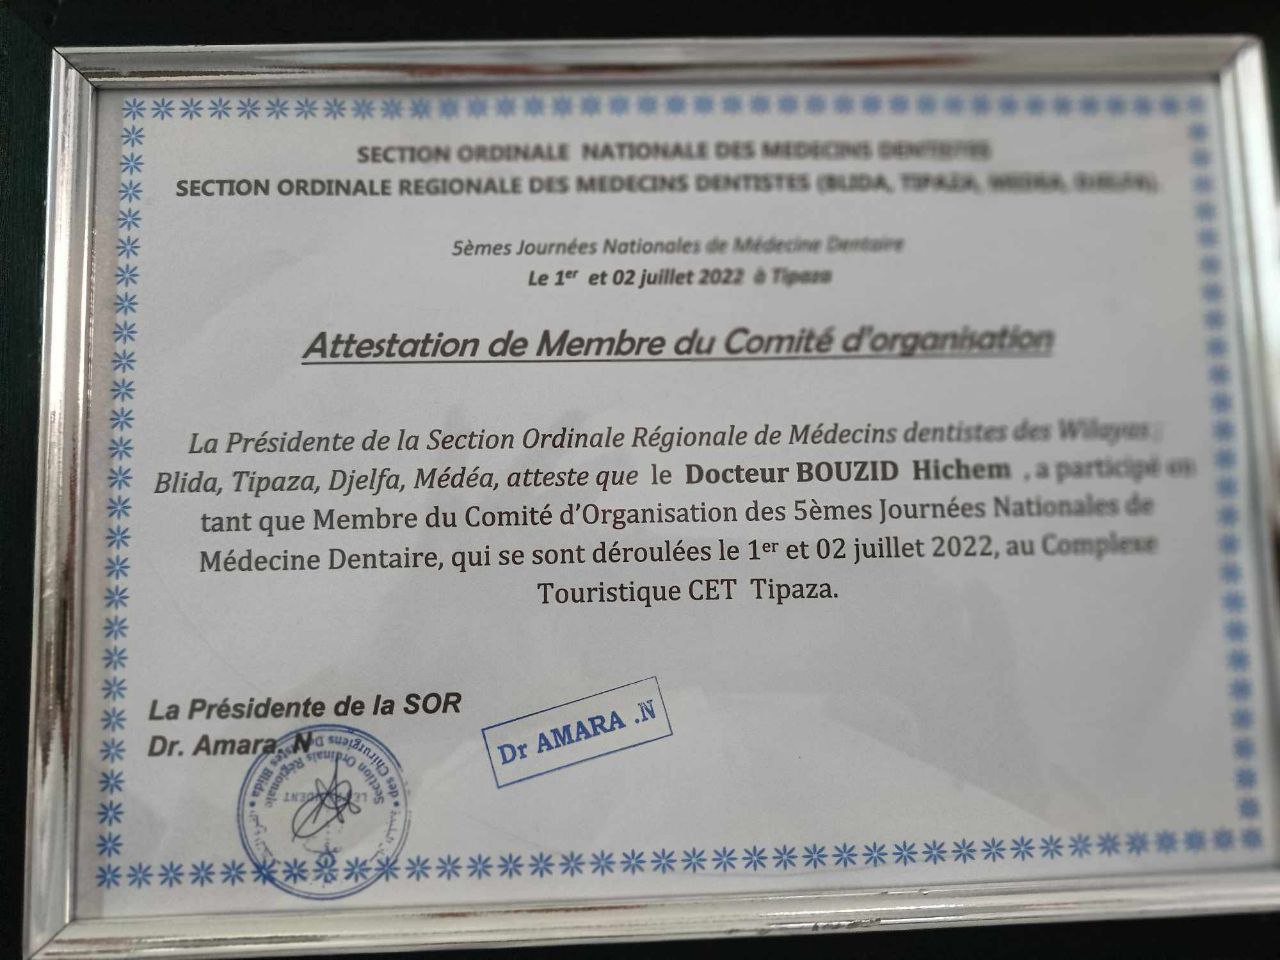 SECTION ORDINALE NATIONALE DES MEDECINS DENTISTES
SECTION ORDINALE REGIONALE DES MEDECINS DENTISTES (BLIDA, TIPAZA, MEDEA, DJELFA).
5èmes Journées Nationales de Médecine Dentaire
Le 1er et 02 juillet 2022 à Tipaza
Attestation de Membre du Comité d'organisation
La Présidente de la Section Ordinale Régionale de Médecins dentistes des Wilayas :
Blida, Tipaza, Djelfa, Médéa, atteste que le Docteur BOUZID Hichem , a participé en
tant que Membre du Comité d'Organisation des 5èmes Journées Nationales de
Médecine Dentaire, qui se sont déroulées le 1er et 02 juillet 2022, au Complexe
Touristique CET Tipaza.
La Présidente de la SOR
Dr. Amara. N
Dr AMARA .N
Section Ordinale Régionale
des Chirurgiens Dentistes Blida
LE PRESIDENT